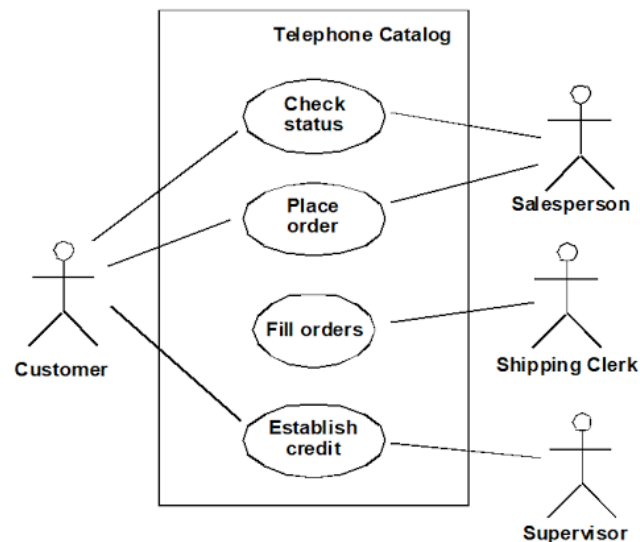 Telephone Catalog
Check
status
Place
order
Salesperson
Fill orders
Customer
Shipping Clerk
Establish
credit
Supervisor